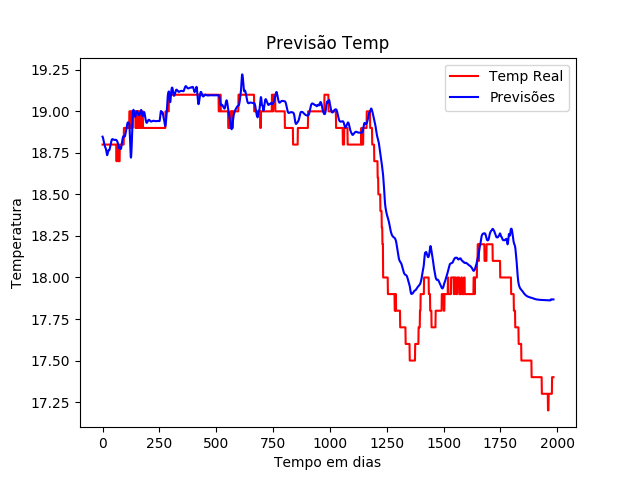 Previsão Temp
Temp Real
Previsões
Temperatura
19.25
19.00
18.75
18.50
18.25
18.00
17.75
17.50
17.25
0 250 500 750 1000 1250 1500 1750 2000
Tempo em dias